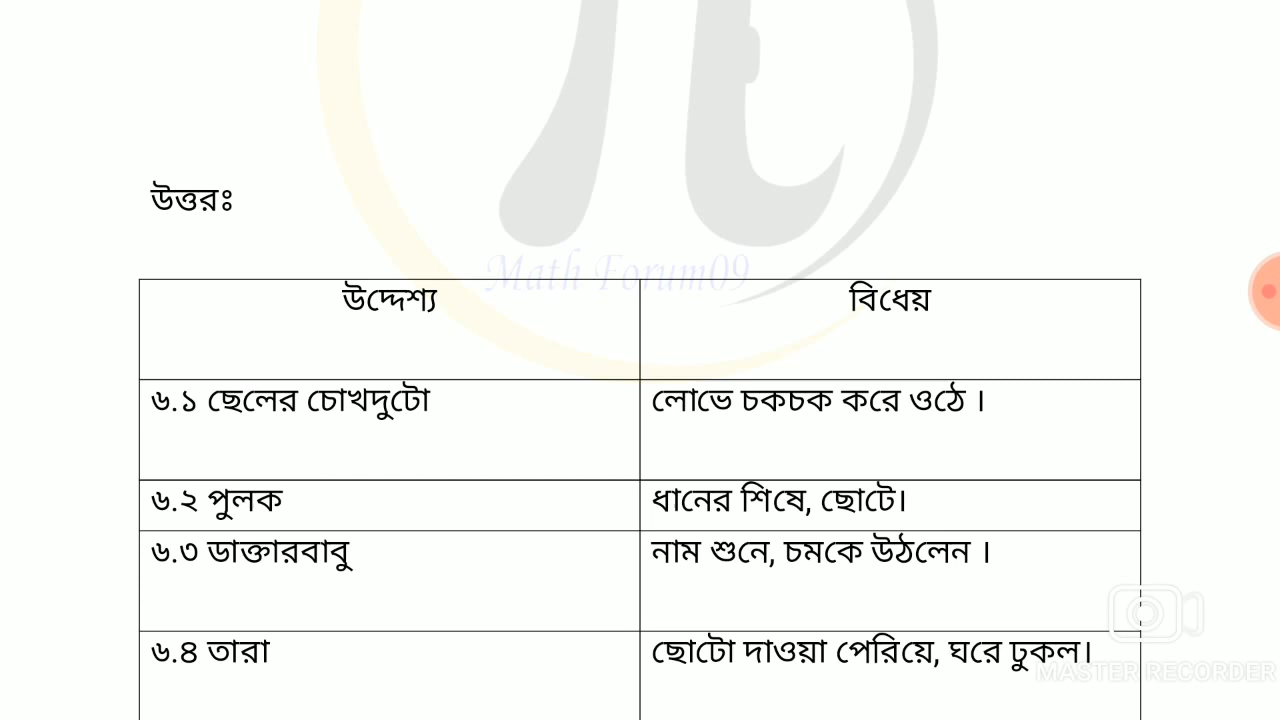 উত্তরঃ
Math Forum09
উদ্দেশ্য বিধেয়
৬.১ ছেলের চোখদুটো লোভে চকচক করে ওঠে ।
৬.২ পুলক ধানের শিষে, ছোটে।
৬.৩ ডাক্তারবাবু নাম শুনে, চমকে উঠলেন ।
৬.৪ তারা ছোটো দাওয়া পেরিয়ে, ঘরে ঢুকল।
MASTER RECORDER